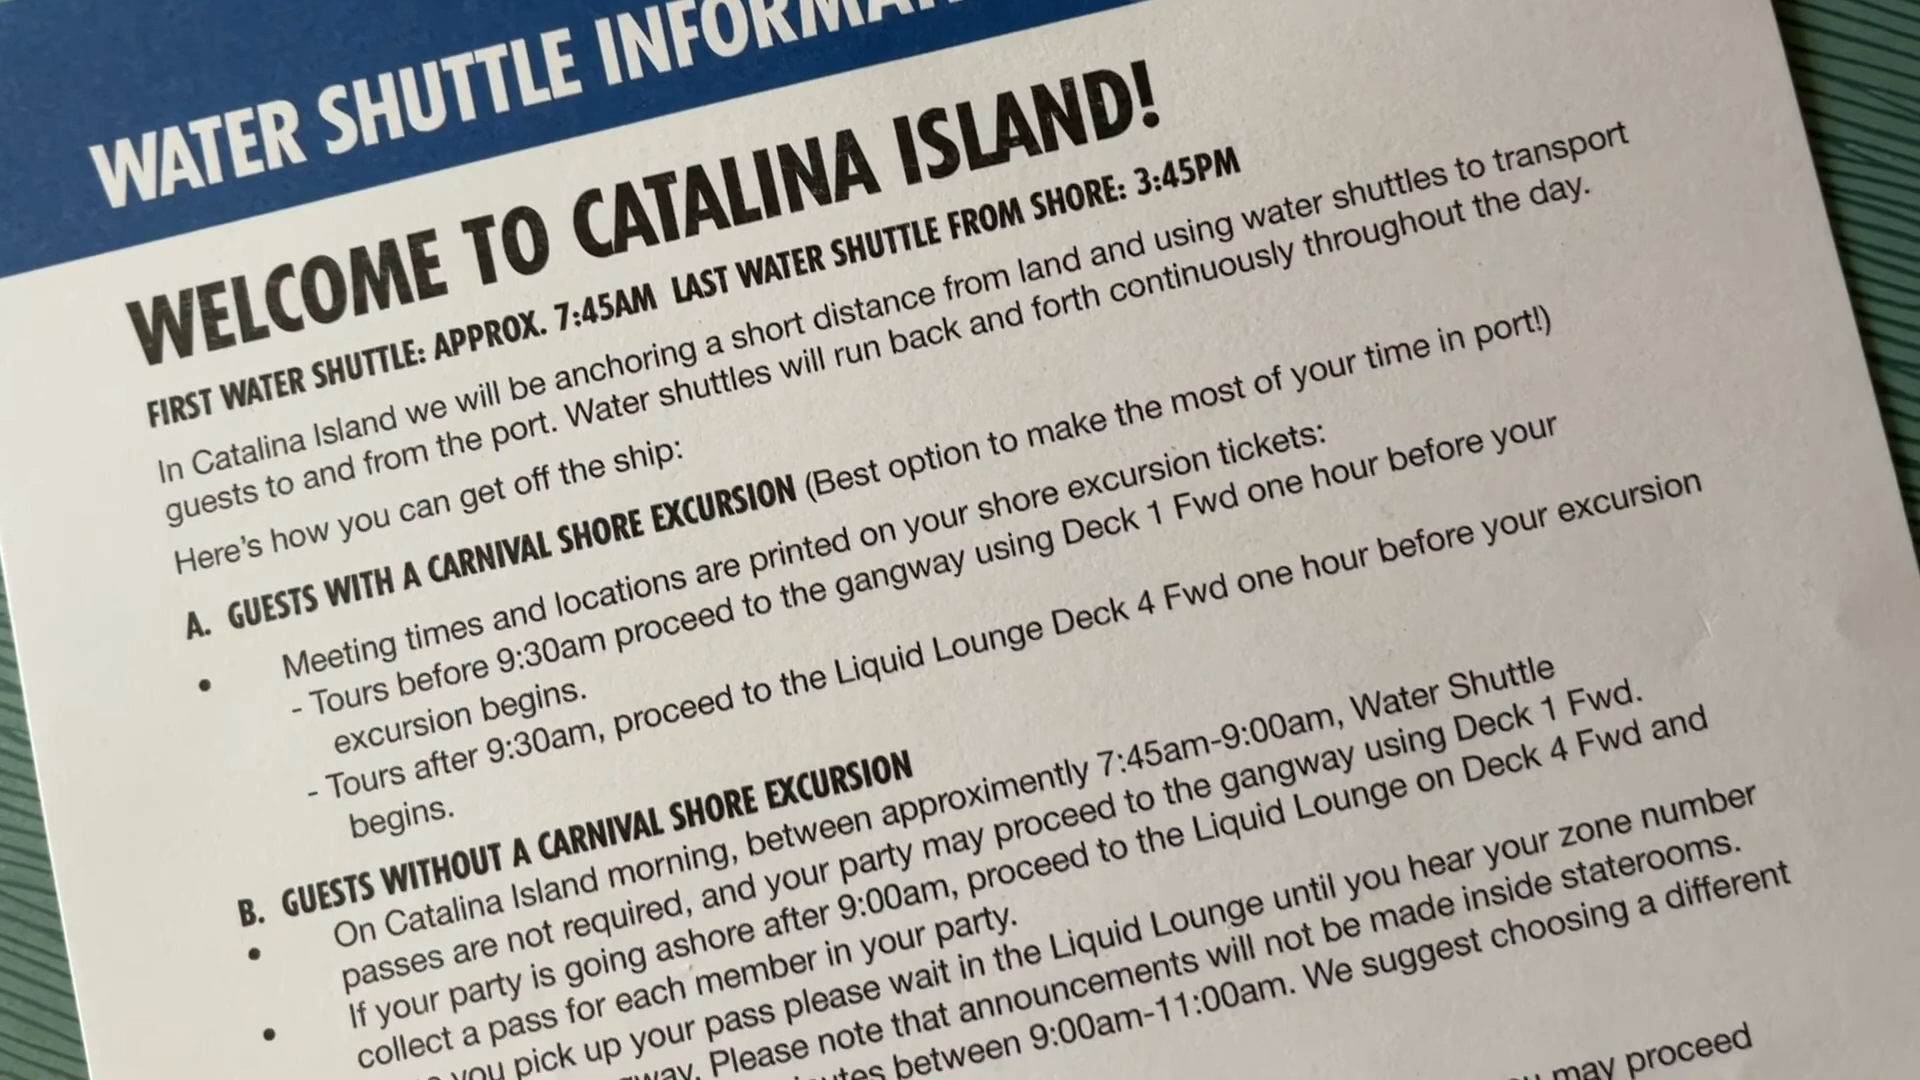 WATER SHUTTLE
WELCOME TO CATALINA ISLAND!
FIRST WATER SHUTTLE: APPROX. 7:45AM LAST WATER SHUTTLE FROM SHORE: 3:45PM
In Catalina Island we will be anchoring a short distance from land and using water shuttles to transport
guests to and from the port. Water shuttles will run back and forth continuously throughout the day.
Here's how you can get off the ship:
A. GUESTS WITH A CARNIVAL SHORE EXCURSION (Best option to make the most of your time in port!)
• Meeting times and locations are printed on your shore excursion tickets:
- Tours before 9:30am proceed to the gangway using Deck 1 Fwd one hour before your
excursion begins.
- Tours after 9:30am, proceed to the Liquid Lounge Deck 4 Fwd one hour before your excursion
begins.
B. GUESTS WITHOUT A CARNIVAL SHORE EXCURSION
• On Catalina Island morning, between approximently 7:45am-9:00am, Water Shuttle
passes are not required, and your party may proceed to the gangway using Deck 1 Fwd.
• If your party is going ashore after 9:00am, proceed to the Liquid Lounge on Deck 4 Fwd and
collect a pass for each member in your party.
you pick up your pass please wait in the Liquid Lounge until you hear your zone number
Please note that announcements will not be made inside staterooms.
between 9:00am-11:00am. We suggest choosing a different
may proceed